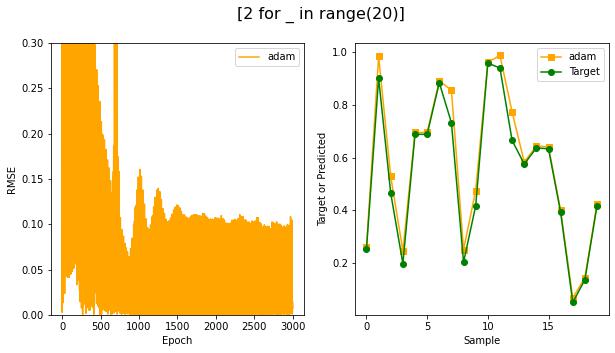 [2 for _ in range(20)]
0.30
0.25
0.20
0.15
0.10
0.05
0.00
RMSE
0
500
1000
1500
2000
2500
3000
Epoch
adam
1.0
0.8
0.6
0.4
0.2
Target or Predicted
0
5
10
15
Sample
adam
Target